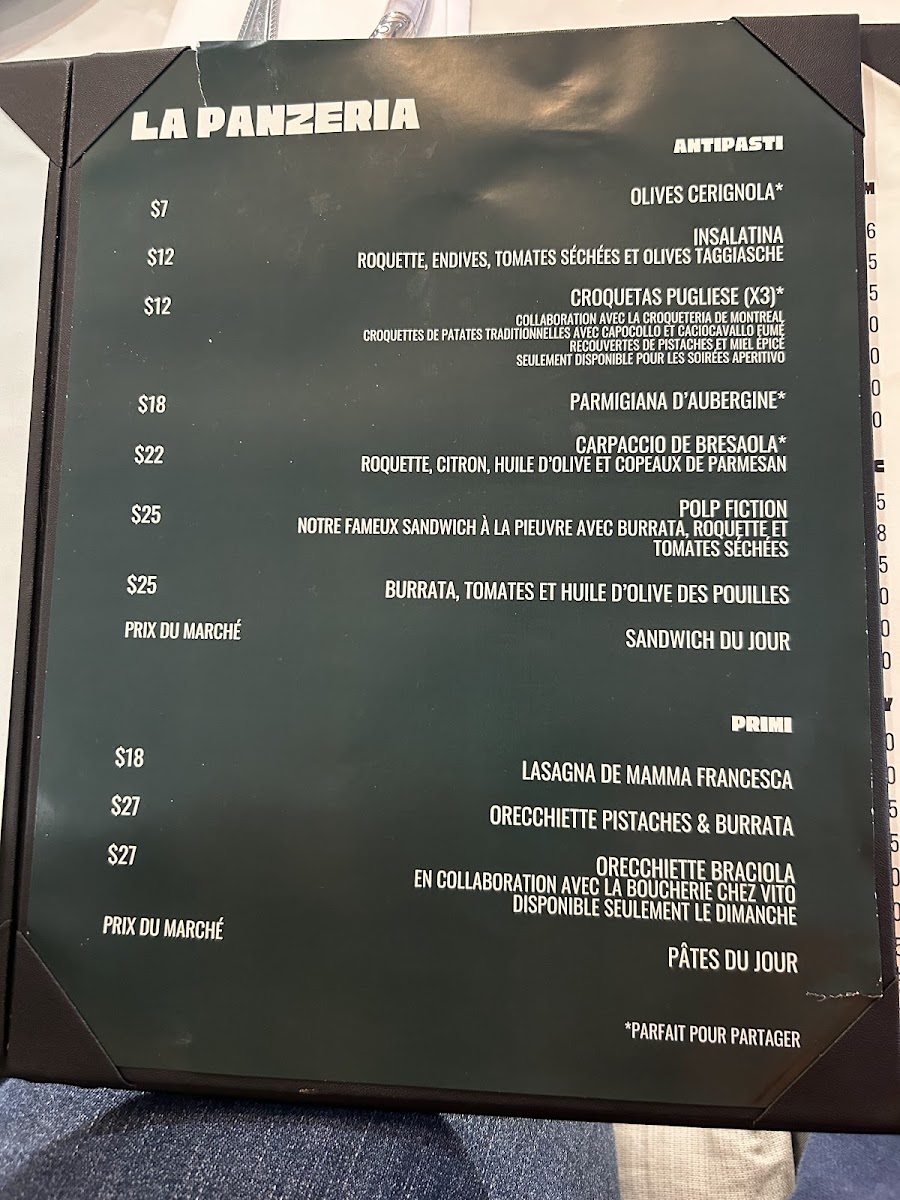 LA PANZERIA
ANTIPASTI
$7 OLIVES CERIGNOLA*
$12 INSALATINA
ROQUETTE, ENDIVES, TOMATES SÉCHÉES ET OLIVES TAGGIASCHE
$12 CROQUETAS PUGLIESE (X3)*
COLLABORATION AVEC LA CROQUETERIA DE MONTREAL
CROQUETTES DE PATATES TRADITIONNELLES AVEC CAPOCOLLO ET CACIOCAVALLO FUMÉ
RECOUVERTES DE PISTACHES ET MIEL ÉPICÉ
SEULEMENT DISPONIBLE POUR LES SOIRÉES APERITIVO
$18 PARMIGIANA D'AUBERGINE*
$22 CARPACCIO DE BRESAOLA*
ROQUETTE, CITRON, HUILE D'OLIVE ET COPEAUX DE PARMESAN
$25 POLP FICTION
NOTRE FAMEUX SANDWICH À LA PIEUVRE AVEC BURRATA, ROQUETTE ET
TOMATES SÉCHÉES
$25 BURRATA, TOMATES ET HUILE D'OLIVE DES POUILLES
PRIX DU MARCHÉ SANDWICH DU JOUR
PRIMI
$18 LASAGNA DE MAMMA FRANCESCA
$27 ORECCHIETTE PISTACHES & BURRATA
$27 ORECCHIETTE BRACIOLA
EN COLLABORATION AVEC LA BOUCHERIE CHEZ VITO
DISPONIBLE SEULEMENT LE DIMANCHE
PRIX DU MARCHÉ PÂTES DU JOUR
*PARFAIT POUR PARTAGER